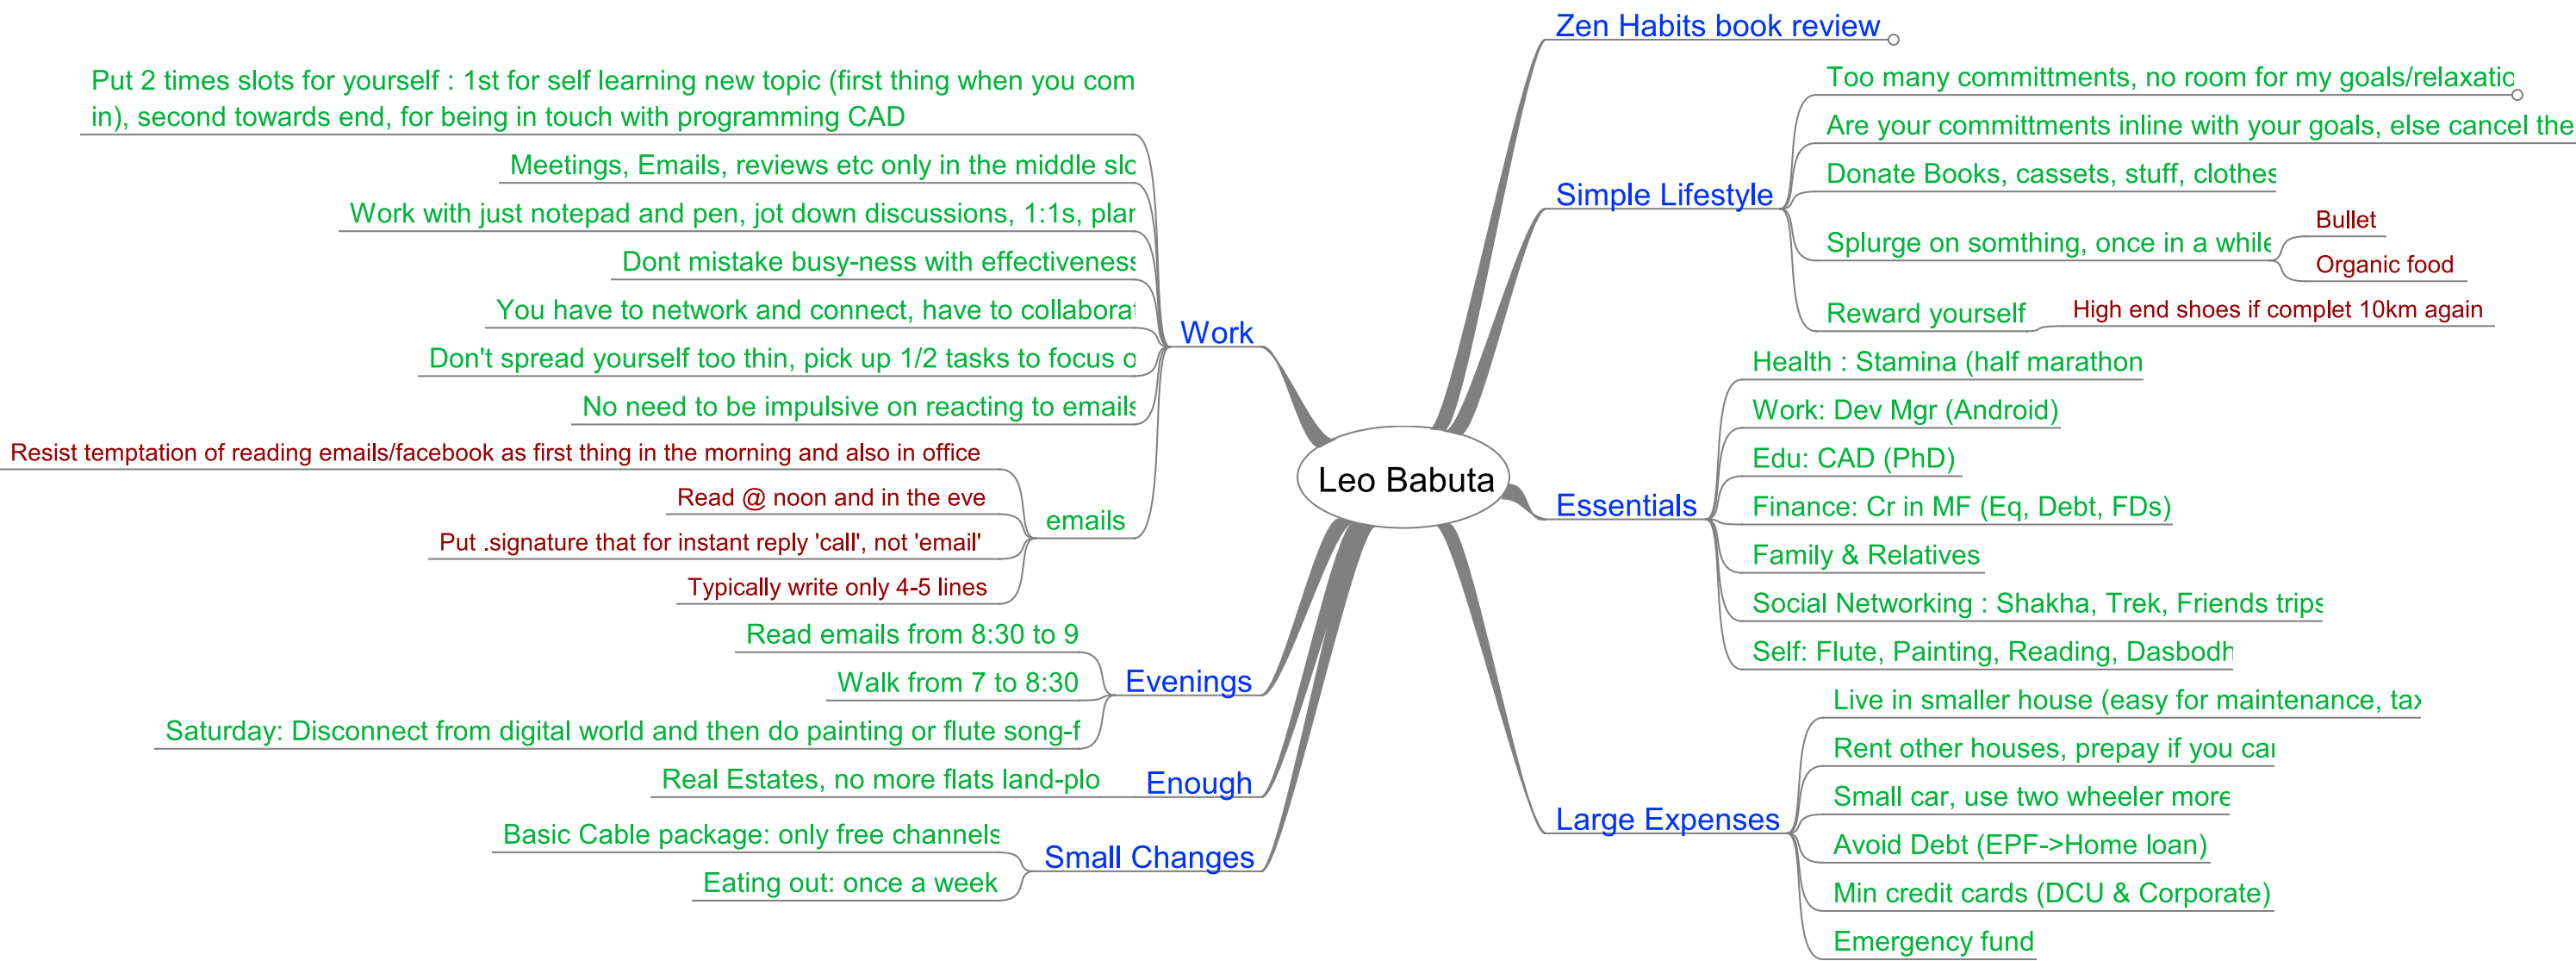 Leo Babuta
Zen Habits book review
Simple Lifestyle
Too many committments, no room for my goals/relaxatio
Are your committments inline with your goals, else cancel the
Donate Books, cassets, stuff, clothes
Splurge on somthing, once in a while
Bullet
Organic food
Reward yourself
High end shoes if complet 10km again
Essentials
Health : Stamina (half marathon
Work: Dev Mgr (Android)
Edu: CAD (PhD)
Finance: Cr in MF (Eq, Debt, FDs)
Family & Relatives
Social Networking : Shakha, Trek, Friends trips
Self: Flute, Painting, Reading, Dasbodh
Large Expenses
Live in smaller house (easy for maintenance, tax
Rent other houses, prepay if you can
Small car, use two wheeler more
Avoid Debt (EPF->Home loan)
Min credit cards (DCU & Corporate)
Emergency fund
Work
Put 2 times slots for yourself : 1st for self learning new topic (first thing when you com
in), second towards end, for being in touch with programming CAD
Meetings, Emails, reviews etc only in the middle slo
Work with just notepad and pen, jot down discussions, 1:1s, plan
Dont mistake busy-ness with effectiveness
You have to network and connect, have to collaborat
Don't spread yourself too thin, pick up 1/2 tasks to focus o
No need to be impulsive on reacting to emails
emails
Resist temptation of reading emails/facebook as first thing in the morning and also in office
Read @ noon and in the eve
Put .signature that for instant reply 'call', not 'email'
Typically write only 4-5 lines
Evenings
Read emails from 8:30 to 9
Walk from 7 to 8:30
Saturday: Disconnect from digital world and then do painting or flute song-f
Enough
Real Estates, no more flats land-plo
Small Changes
Basic Cable package: only free channels
Eating out: once a week